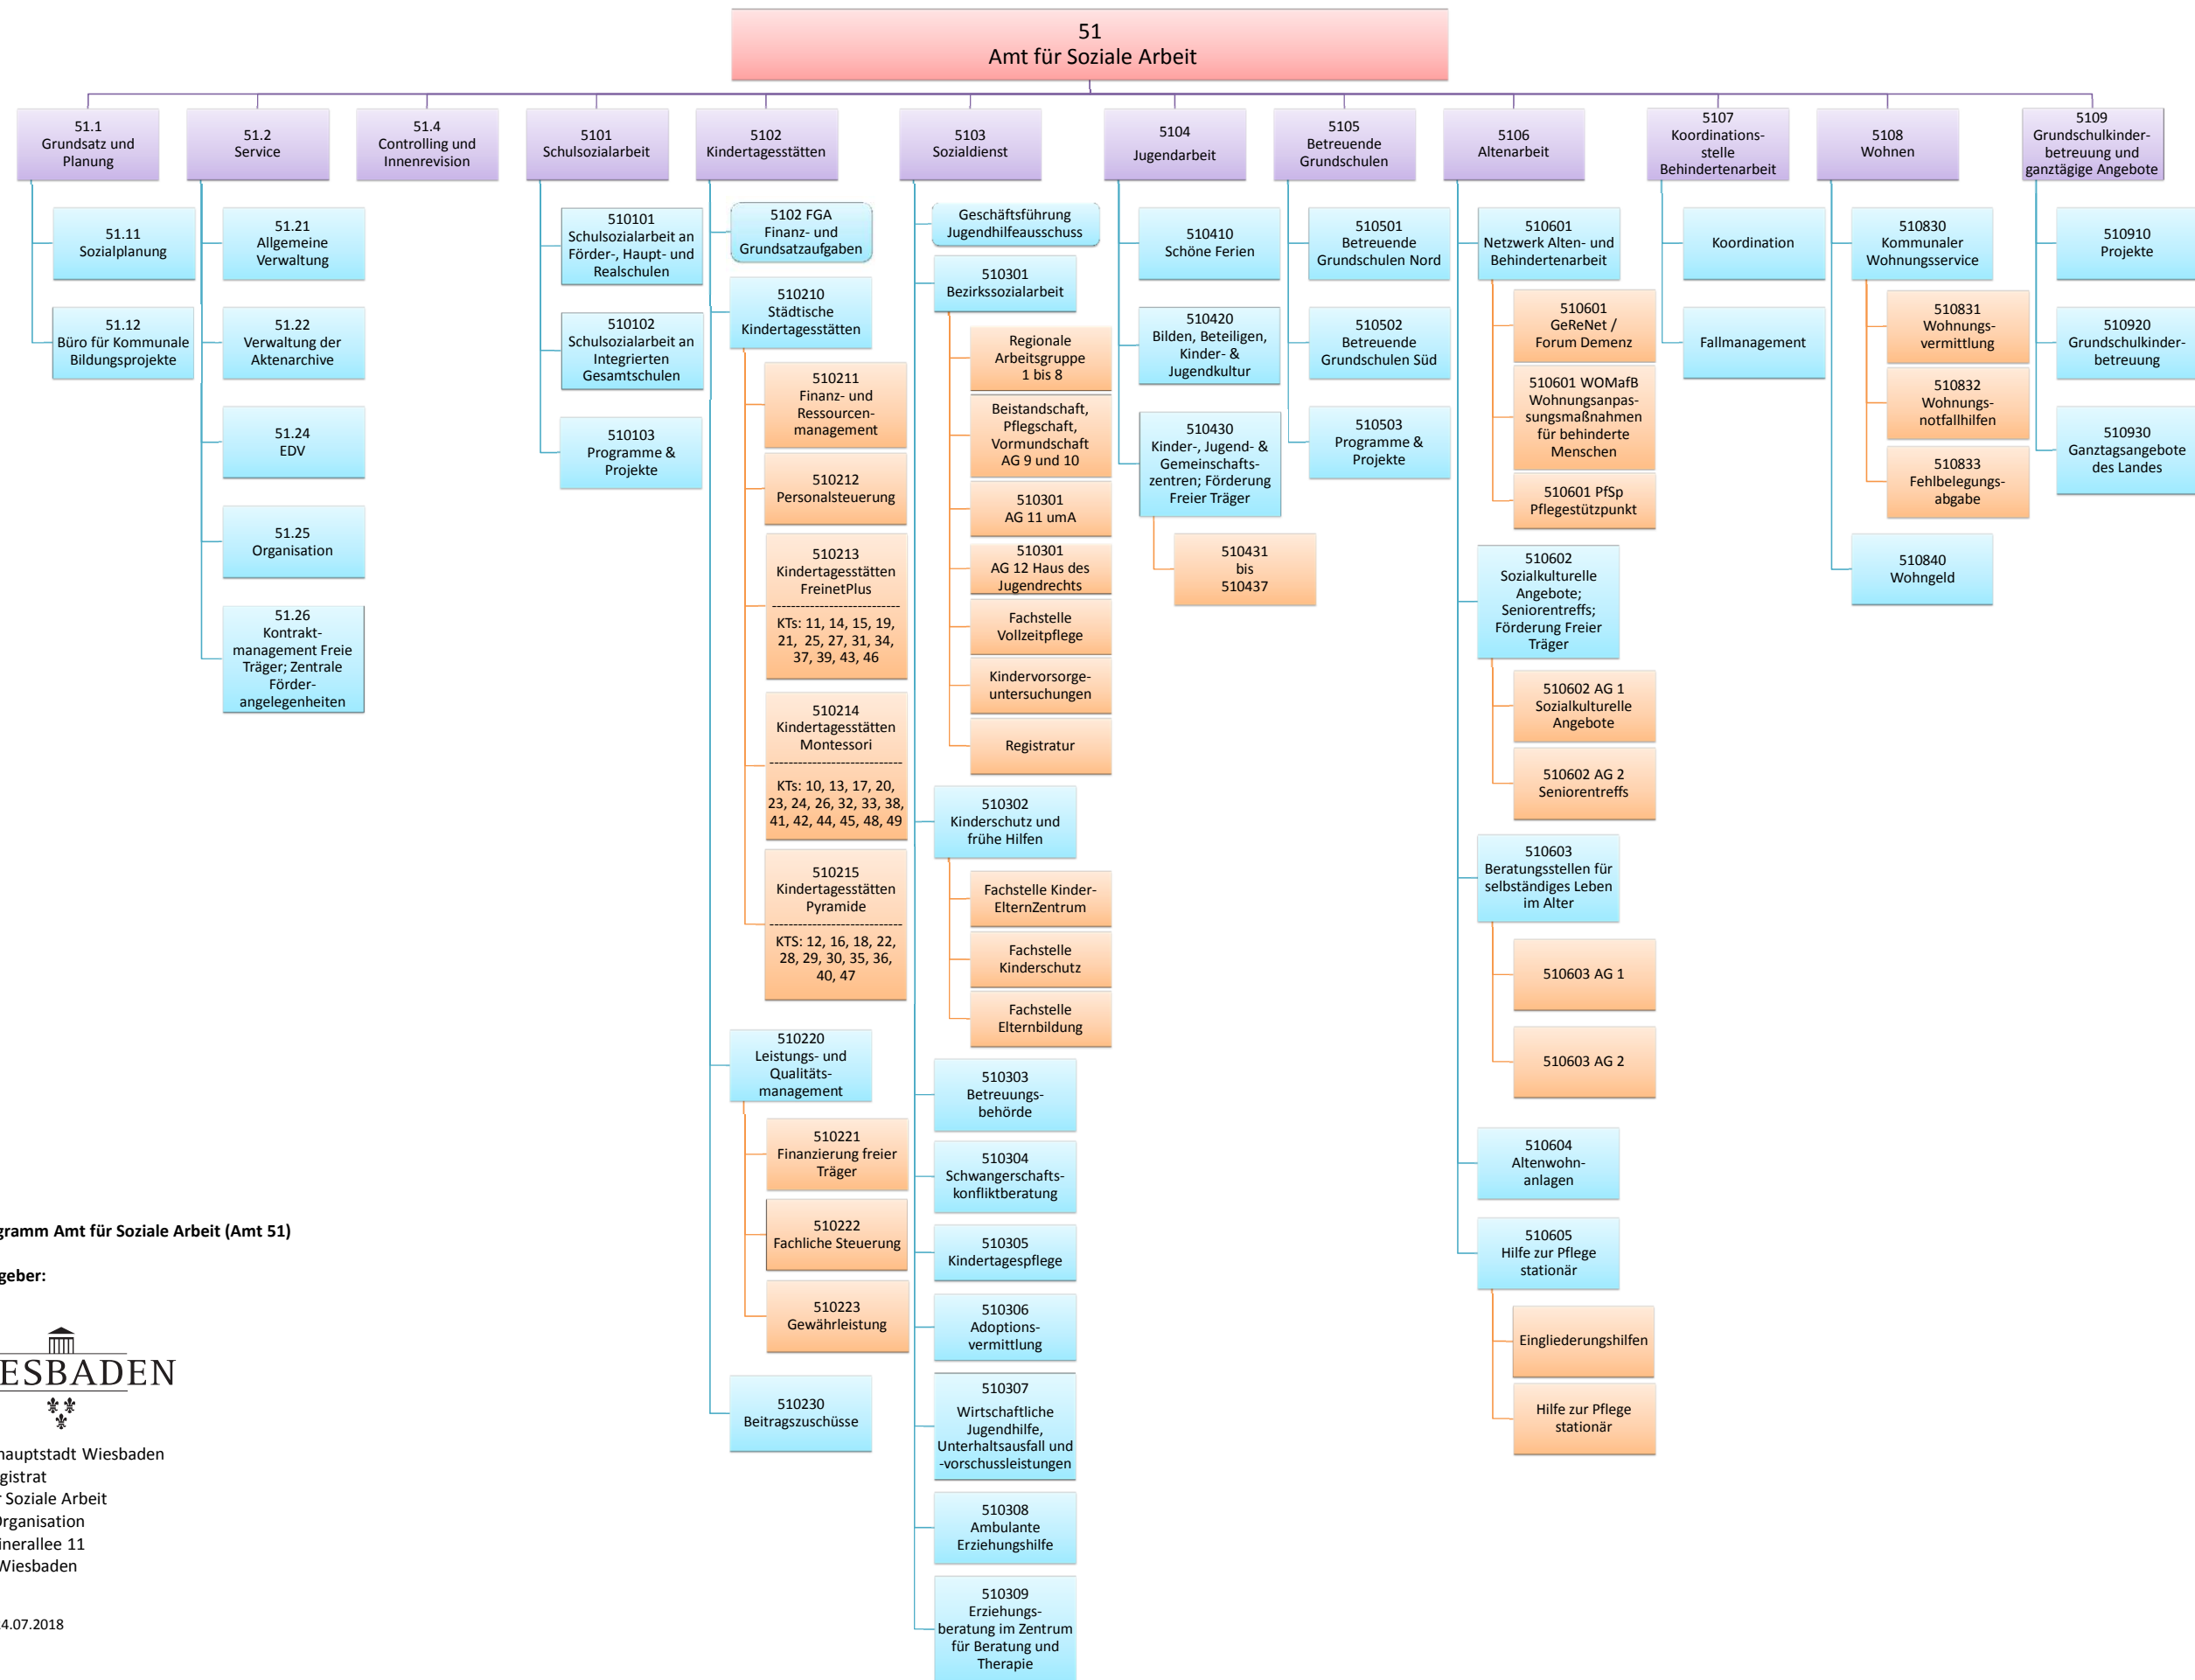 51
Amt für Soziale Arbeit
51.1
Grundsatz und
Planung
51.11
Sozialplanung
51.12
Büro für Kommunale
Bildungsprojekte
51.2
Service
51.21
Allgemeine
Verwaltung
51.22
Verwaltung der
Aktenarchive
51.24
EDV
51.25
Organisation
51.26
Kontrakt-
management Freie
Träger; Zentrale
Förder-
angelegenheiten
51.4
Controlling und
Innenrevision
5101
Schulsozialarbeit
510101
Schulsozialarbeit an
Förder-, Haupt- und
Realschulen
510102
Schulsozialarbeit an
Integrierten
Gesamtschulen
510103
Programme &
Projekte
5102
Kindertagesstätten
5102 FGA
Finanz- und
Grundsatzaufgaben
510210
Städtische
Kindertagesstätten
510211
Finanz- und
Ressourcen-
management
510212
Personalsteuerung
510213
Kindertagesstätten
FreinetPlus
---------------------------
KTs: 11, 14, 15, 19,
21, 25, 27, 31, 34,
37, 39, 43, 46
510214
Kindertagesstätten
Montessori
----------------------------
KTs: 10, 13, 17, 20,
23, 24, 26, 32, 33, 38,
41, 42, 44, 45, 48, 49
510215
Kindertagesstätten
Pyramide
----------------------------
KTS: 12, 16, 18, 22,
28, 29, 30, 35, 36,
40, 47
510220
Leistungs- und
Qualitäts-
management
510221
Finanzierung freier
Träger
510222
Fachliche Steuerung
510223
Gewährleistung
510230
Beitragszuschüsse
5103
Sozialdienst
Geschäftsführung
Jugendhilfeausschuss
510301
Bezirkssozialarbeit
Regionale
Arbeitsgruppe
1 bis 8
Beistandschaft,
Pflegschaft,
Vormundschaft
AG 9 und 10
510301
AG 11 umA
510301
AG 12 Haus des
Jugendrechts
Fachstelle
Vollzeitpflege
Kindervorsorge-
untersuchungen
Registratur
510302
Kinderschutz und
frühe Hilfen
Fachstelle Kinder-
ElternZentrum
Fachstelle
Kinderschutz
Fachstelle
Elternbildung
510303
Betreuungs-
behörde
510304
Schwangerschafts-
konfliktberatung
510305
Kindertagespflege
510306
Adoptions-
vermittlung
510307
Wirtschaftliche
Jugendhilfe,
Unterhaltsausfall und
-vorschussleistungen
510308
Ambulante
Erziehungshilfe
510309
Erziehungs-
beratung im Zentrum
für Beratung und
Therapie
5104
Jugendarbeit
510410
Schöne Ferien
510420
Bilden, Beteiligen,
Kinder- &
Jugendkultur
510430
Kinder-, Jugend- &
Gemeinschafts-
zentren; Förderung
Freier Träger
510431
bis
510437
5105
Betreuende
Grundschulen
510501
Betreuende
Grundschulen Nord
510502
Betreuende
Grundschulen Süd
510503
Programme &
Projekte
5106
Altenarbeit
510601
Netzwerk Alten- und
Behindertenarbeit
510601
GeReNet /
Forum Demenz
510601 WOMafB
Wohnungsanpas-
sungsmaßnahmen
für behinderte
Menschen
510601 PfSp
Pflegestützpunkt
510602
Sozialkulturelle
Angebote;
Seniorentreffs;
Förderung Freier
Träger
510602 AG 1
Sozialkulturelle
Angebote
510602 AG 2
Seniorentreffs
510603
Beratungsstellen für
selbständiges Leben
im Alter
510603 AG 1
510603 AG 2
510604
Altenwohn-
anlagen
510605
Hilfe zur Pflege
stationär
Eingliederungshilfen
Hilfe zur Pflege
stationär
5107
Koordinations-
stelle
Behindertenarbeit
Koordination
Fallmanagement
5108
Wohnen
510830
Kommunaler
Wohnungsservice
510831
Wohnungs-
vermittlung
510832
Wohnungs-
notfallhilfen
510833
Fehlbelegungs-
abgabe
510840
Wohngeld
5109
Grundschulkinder-
betreuung und
ganztägige Angebote
510910
Projekte
510920
Grundschulkinder-
betreuung
510930
Ganztagsangebote
des Landes
gramm Amt für Soziale Arbeit (Amt 51)
geber:
ESBADEN
hauptstadt Wiesbaden
gistrat
r Soziale Arbeit
Organisation
inerallee 11
Wiesbaden
4.07.2018